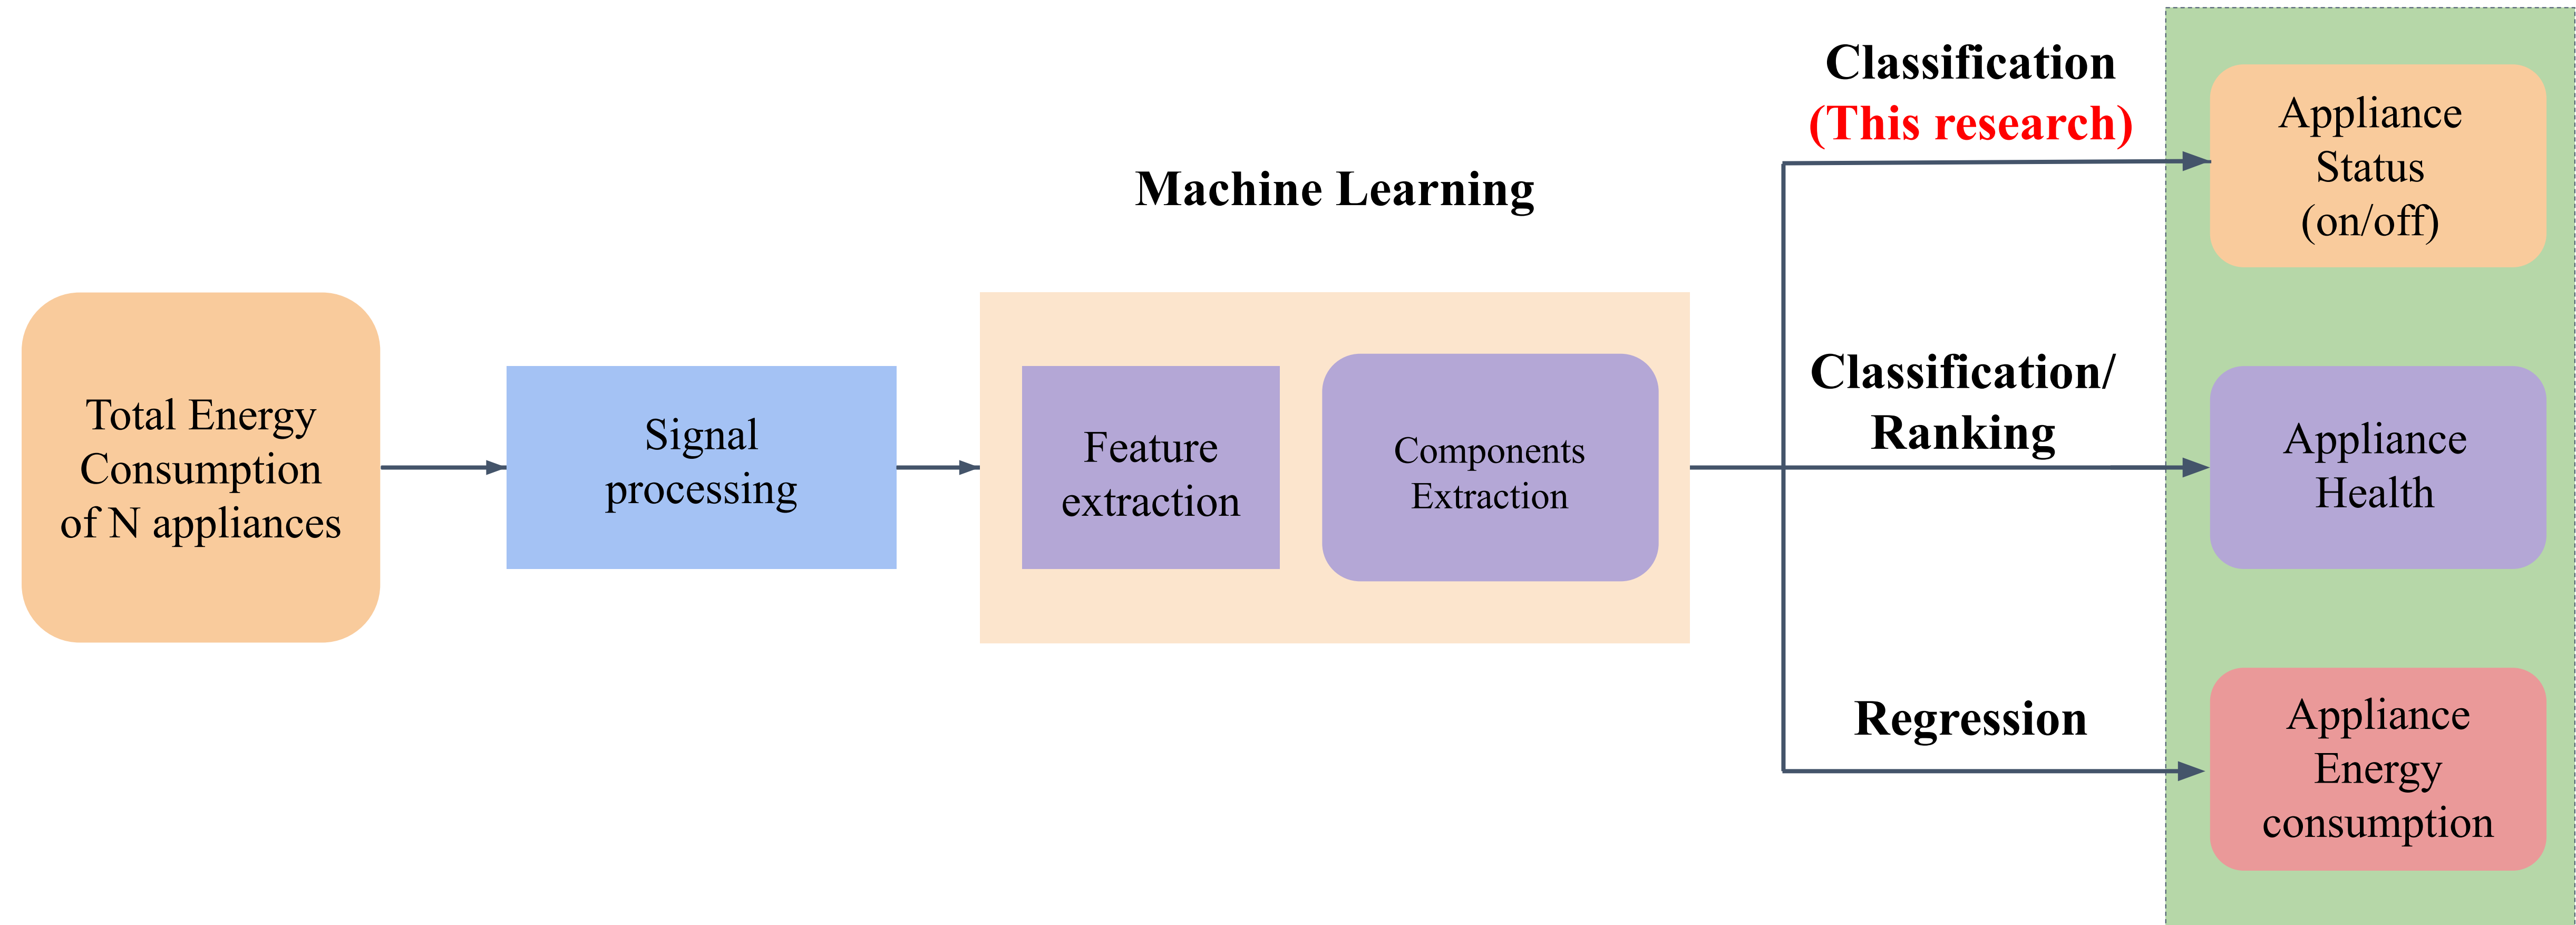 Total Energy
Consumption
of N appliances
Signal
processing
Machine Learning
Feature
extraction
Components
Extraction
Classification
(This research)
Classification/
Ranking
Regression
Appliance
Status
(on/off)
Appliance
Health
Appliance
Energy
consumption